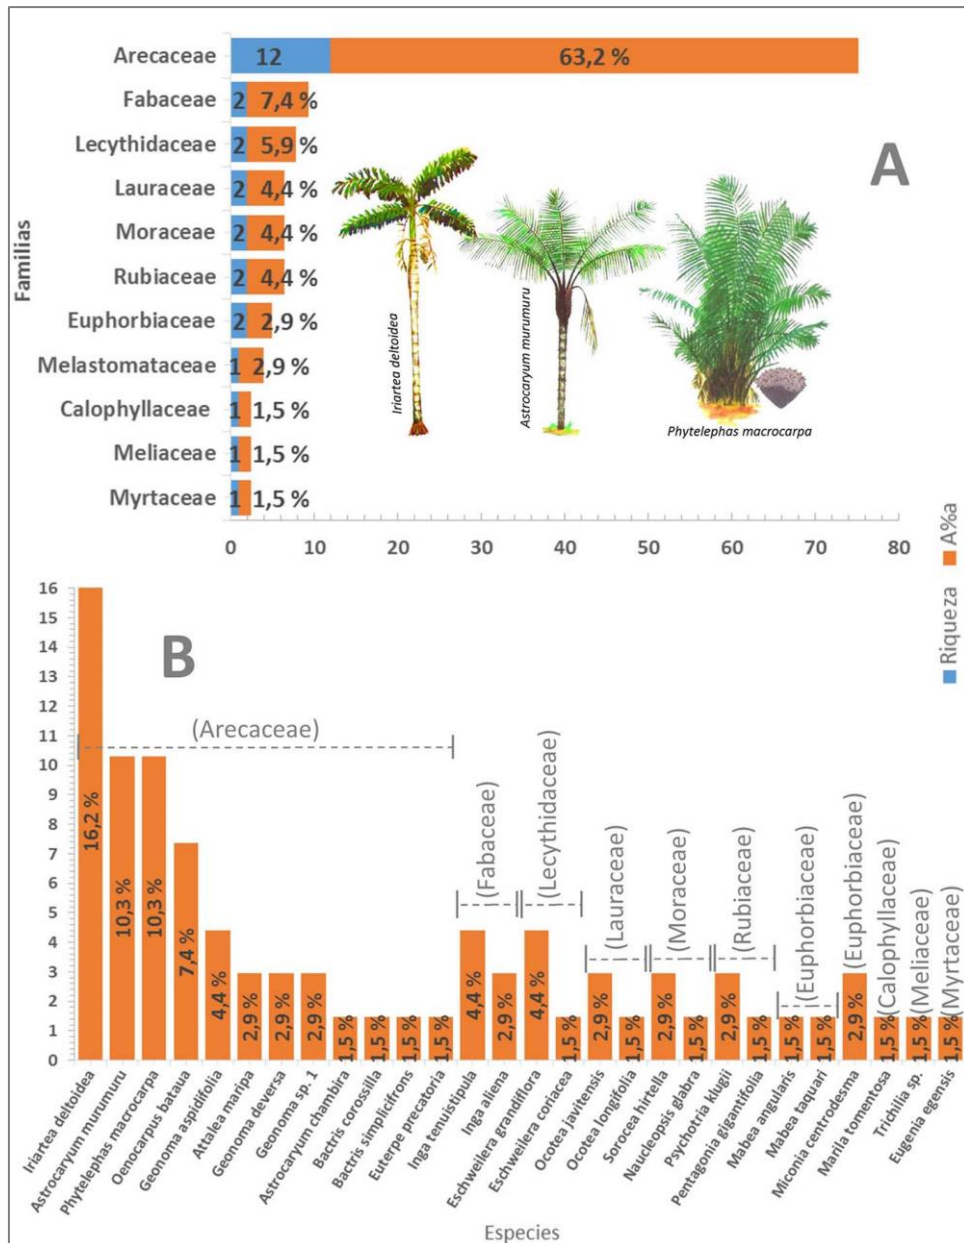 Familias
A
Arecaceae 12 63,2 %
Fabaceae 2 7,4 %
Lecythidaceae 2 5,9 %
Lauraceae 2 4,4 %
Moraceae 2 4,4 %
Rubiaceae 2 4,4 %
Euphorbiaceae 2 2,9 %
Melastomataceae 1 2,9 %
Calophyllaceae 1 1,5 %
Meliaceae 1 1,5 %
Myrtaceae 1 1,5 %
Iriartea deltoidea
Astrocaryum murumuru
Phytelephas macrocarpa
0 10 20 30 40 50 60 70 80
Riqueza
A%a
B
16
15
14
13
12
11
10
9
8
7
6
5
4
3
2
1
0
(Arecaceae)
(Fabaceae)
(Lecythidaceae)
(Lauraceae)
(Moraceae)
(Rubiaceae)
(Euphorbiaceae)
(Euphorbiaceae)
(Calophyllaceae)
(Meliaceae)
(Myrtaceae)
16,2 %
10,3 %
10,3 %
7,4 %
4,4 %
2,9 %
2,9 %
2,9 %
1,5 %
1,5 %
1,5 %
1,5 %
4,4 %
2,9 %
4,4 %
1,5 %
2,9 %
1,5 %
2,9 %
1,5 %
2,9 %
1,5 %
1,5 %
1,5 %
2,9 %
1,5 %
1,5 %
1,5 %
Iriartea deltoidea
Astrocaryum murumuru
Phytelephas macrocarpa
Oenocarpus bataua
Geonoma aspidifolia
Attalea maripa
Geonoma deversa
Geonoma sp. 1
Astrocaryum chambira
Bactris corossilla
Bactris simplicifrons
Euterpe precatoria
Inga tenuistipula
Inga aliena
Eschweilera grandiflora
Eschweilera coriacea
Ocotea javitensis
Ocotea longifolia
Sorocea hirtella
Naucleopsis glabra
Psychotria klugii
Pentagonia gigantifolia
Mabea angularis
Mabea taquari
Miconia centrodesma
Marila tomentosa
Trichilia sp.
Eugenia egensis
Especies